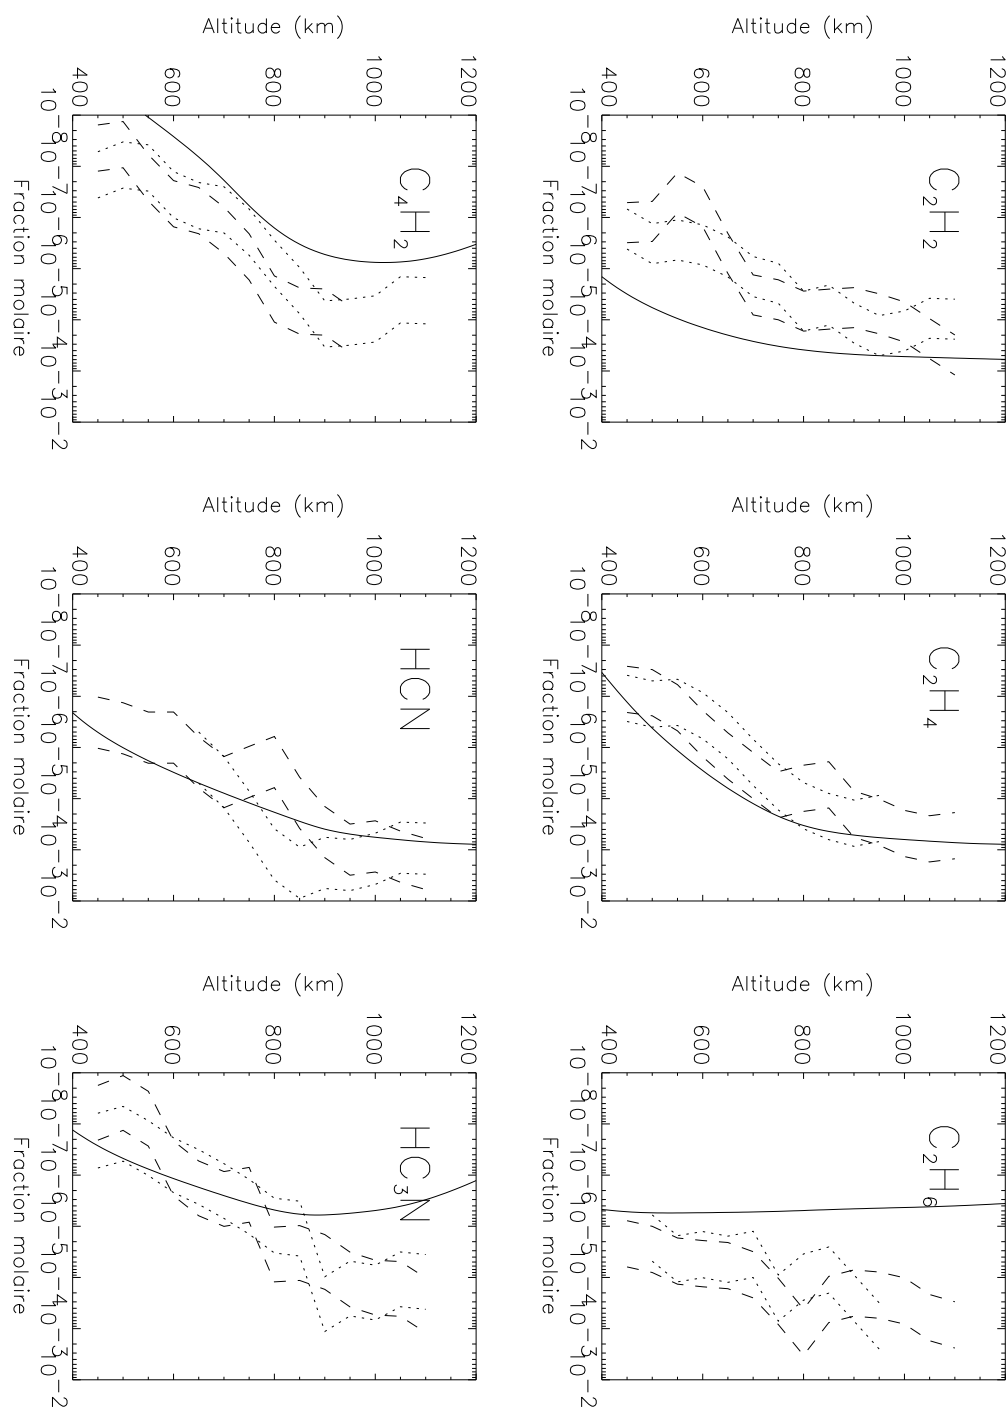 C₂H₂
Altitude (km)
1200
1000
800
600
400
10⁻⁸ 10⁻⁷ 10⁻⁶ 10⁻⁵ 10⁻⁴ 10⁻³ 10⁻²
Fraction molaire
C₂H₄
Altitude (km)
1200
1000
800
600
400
10⁻⁸ 10⁻⁷ 10⁻⁶ 10⁻⁵ 10⁻⁴ 10⁻³ 10⁻²
Fraction molaire
C₂H₆
Altitude (km)
1200
1000
800
600
400
10⁻⁸ 10⁻⁷ 10⁻⁶ 10⁻⁵ 10⁻⁴ 10⁻³ 10⁻²
Fraction molaire
C₄H₂
Altitude (km)
1200
1000
800
600
400
10⁻⁸ 10⁻⁷ 10⁻⁶ 10⁻⁵ 10⁻⁴ 10⁻³ 10⁻²
Fraction molaire
HCN
Altitude (km)
1200
1000
800
600
400
10⁻⁸ 10⁻⁷ 10⁻⁶ 10⁻⁵ 10⁻⁴ 10⁻³ 10⁻²
Fraction molaire
HC₃N
Altitude (km)
1200
1000
800
600
400
10⁻⁸ 10⁻⁷ 10⁻⁶ 10⁻⁵ 10⁻⁴ 10⁻³ 10⁻²
Fraction molaire